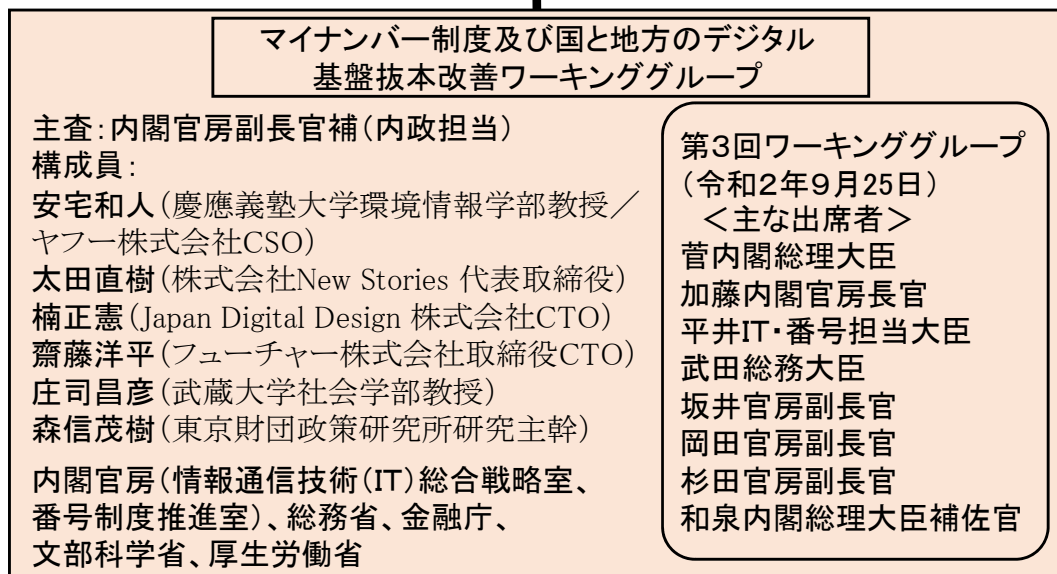 マイナンバー制度及び国と地方のデジタル
基盤抜本改善ワーキンググループ
主査：内閣官房副長官補（内政担当）
構成員：
安宅和人（慶應義塾大学環境情報学部教授／
ヤフー株式会社CSO）
太田直樹（株式会社New Stories 代表取締役）
楠正憲（Japan Digital Design 株式会社CTO）
齋藤洋平（フューチャー株式会社取締役CTO）
庄司昌彦（武蔵大学社会学部教授）
森信茂樹（東京財団政策研究所研究主幹）
内閣官房（情報通信技術（IT）総合戦略室、
番号制度推進室）、総務省、金融庁、
文部科学省、厚生労働省
第３回ワーキンググループ
（令和２年９月25日）
＜主な出席者＞
菅内閣総理大臣
加藤内閣官房長官
平井IT・番号担当大臣
武田総務大臣
坂井官房副長官
岡田官房副長官
杉田官房副長官
和泉内閣総理大臣補佐官